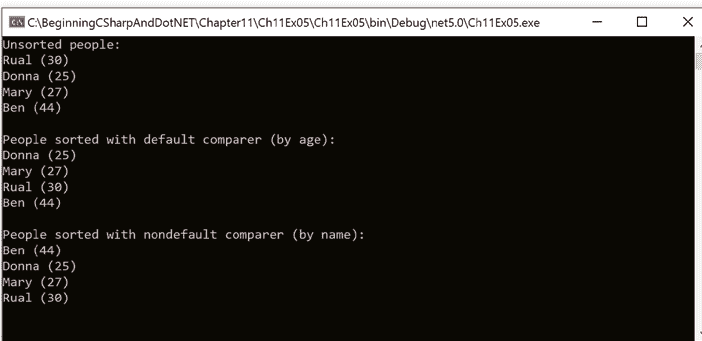 C:\BeginningCSharpAndDotNET\Chapter11\Ch11Ex05\Ch11Ex05\bin\Debug\net5.0\Ch11Ex05.exe
Unsorted people:
Rual (30)
Donna (25)
Mary (27)
Ben (44)
People sorted with default comparer (by age):
Donna (25)
Mary (27)
Rual (30)
Ben (44)
People sorted with nondefault comparer (by name):
Ben (44)
Donna (25)
Mary (27)
Rual (30)